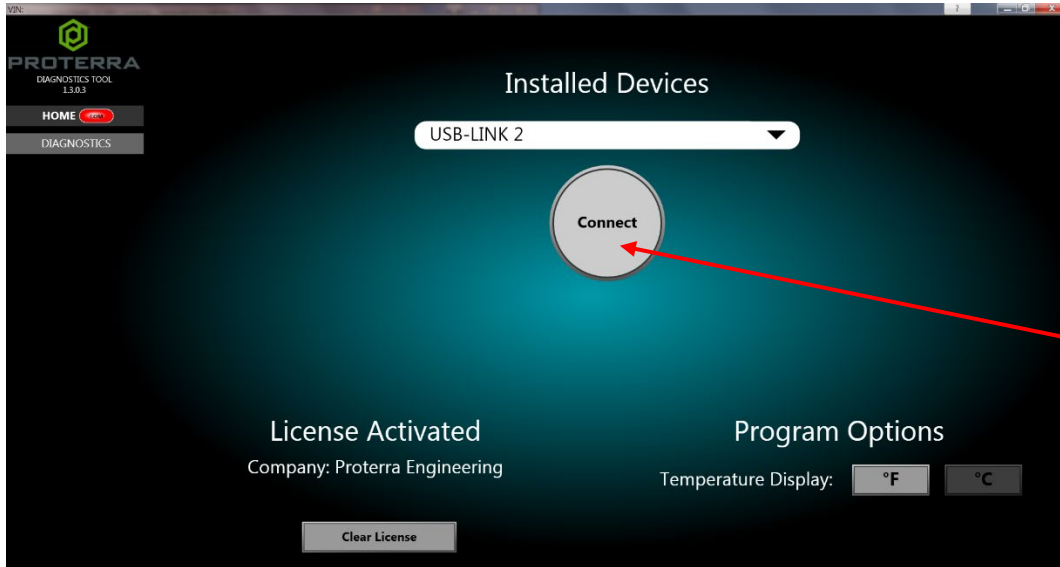 VIN:
?
PROTERRA
DIAGNOSTICS TOOL
1.3.0.3
HOME COM
DIAGNOSTICS
Installed Devices
USB-LINK 2
Connect
License Activated
Company: Proterra Engineering
Clear License
Program Options
Temperature Display: °F °C